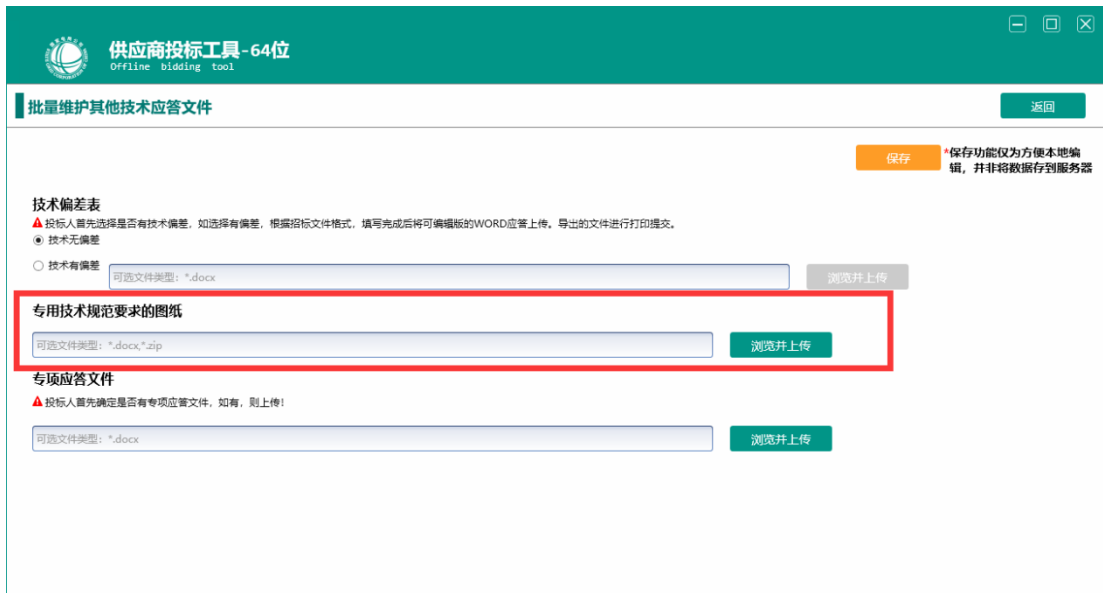 供应商投标工具-64位
Offline bidding tool
批量维护其他技术应答文件
返回
保存
*保存功能仅为方便本地编
辑，并非将数据存到服务器
技术偏差表
投标人首先选择是否有技术偏差，如选择有偏差，根据招标文件格式，填写完成后将可编辑版的WORD应答上传。导出的文件进行打印提交。
技术无偏差
技术有偏差
可选文件类型：*.docx
浏览并上传
专用技术规范要求的图纸
可选文件类型：*.docx,*.zip
浏览并上传
专项应答文件
投标人首先确定是否有专项应答文件，如有，则上传！
可选文件类型：*.docx
浏览并上传